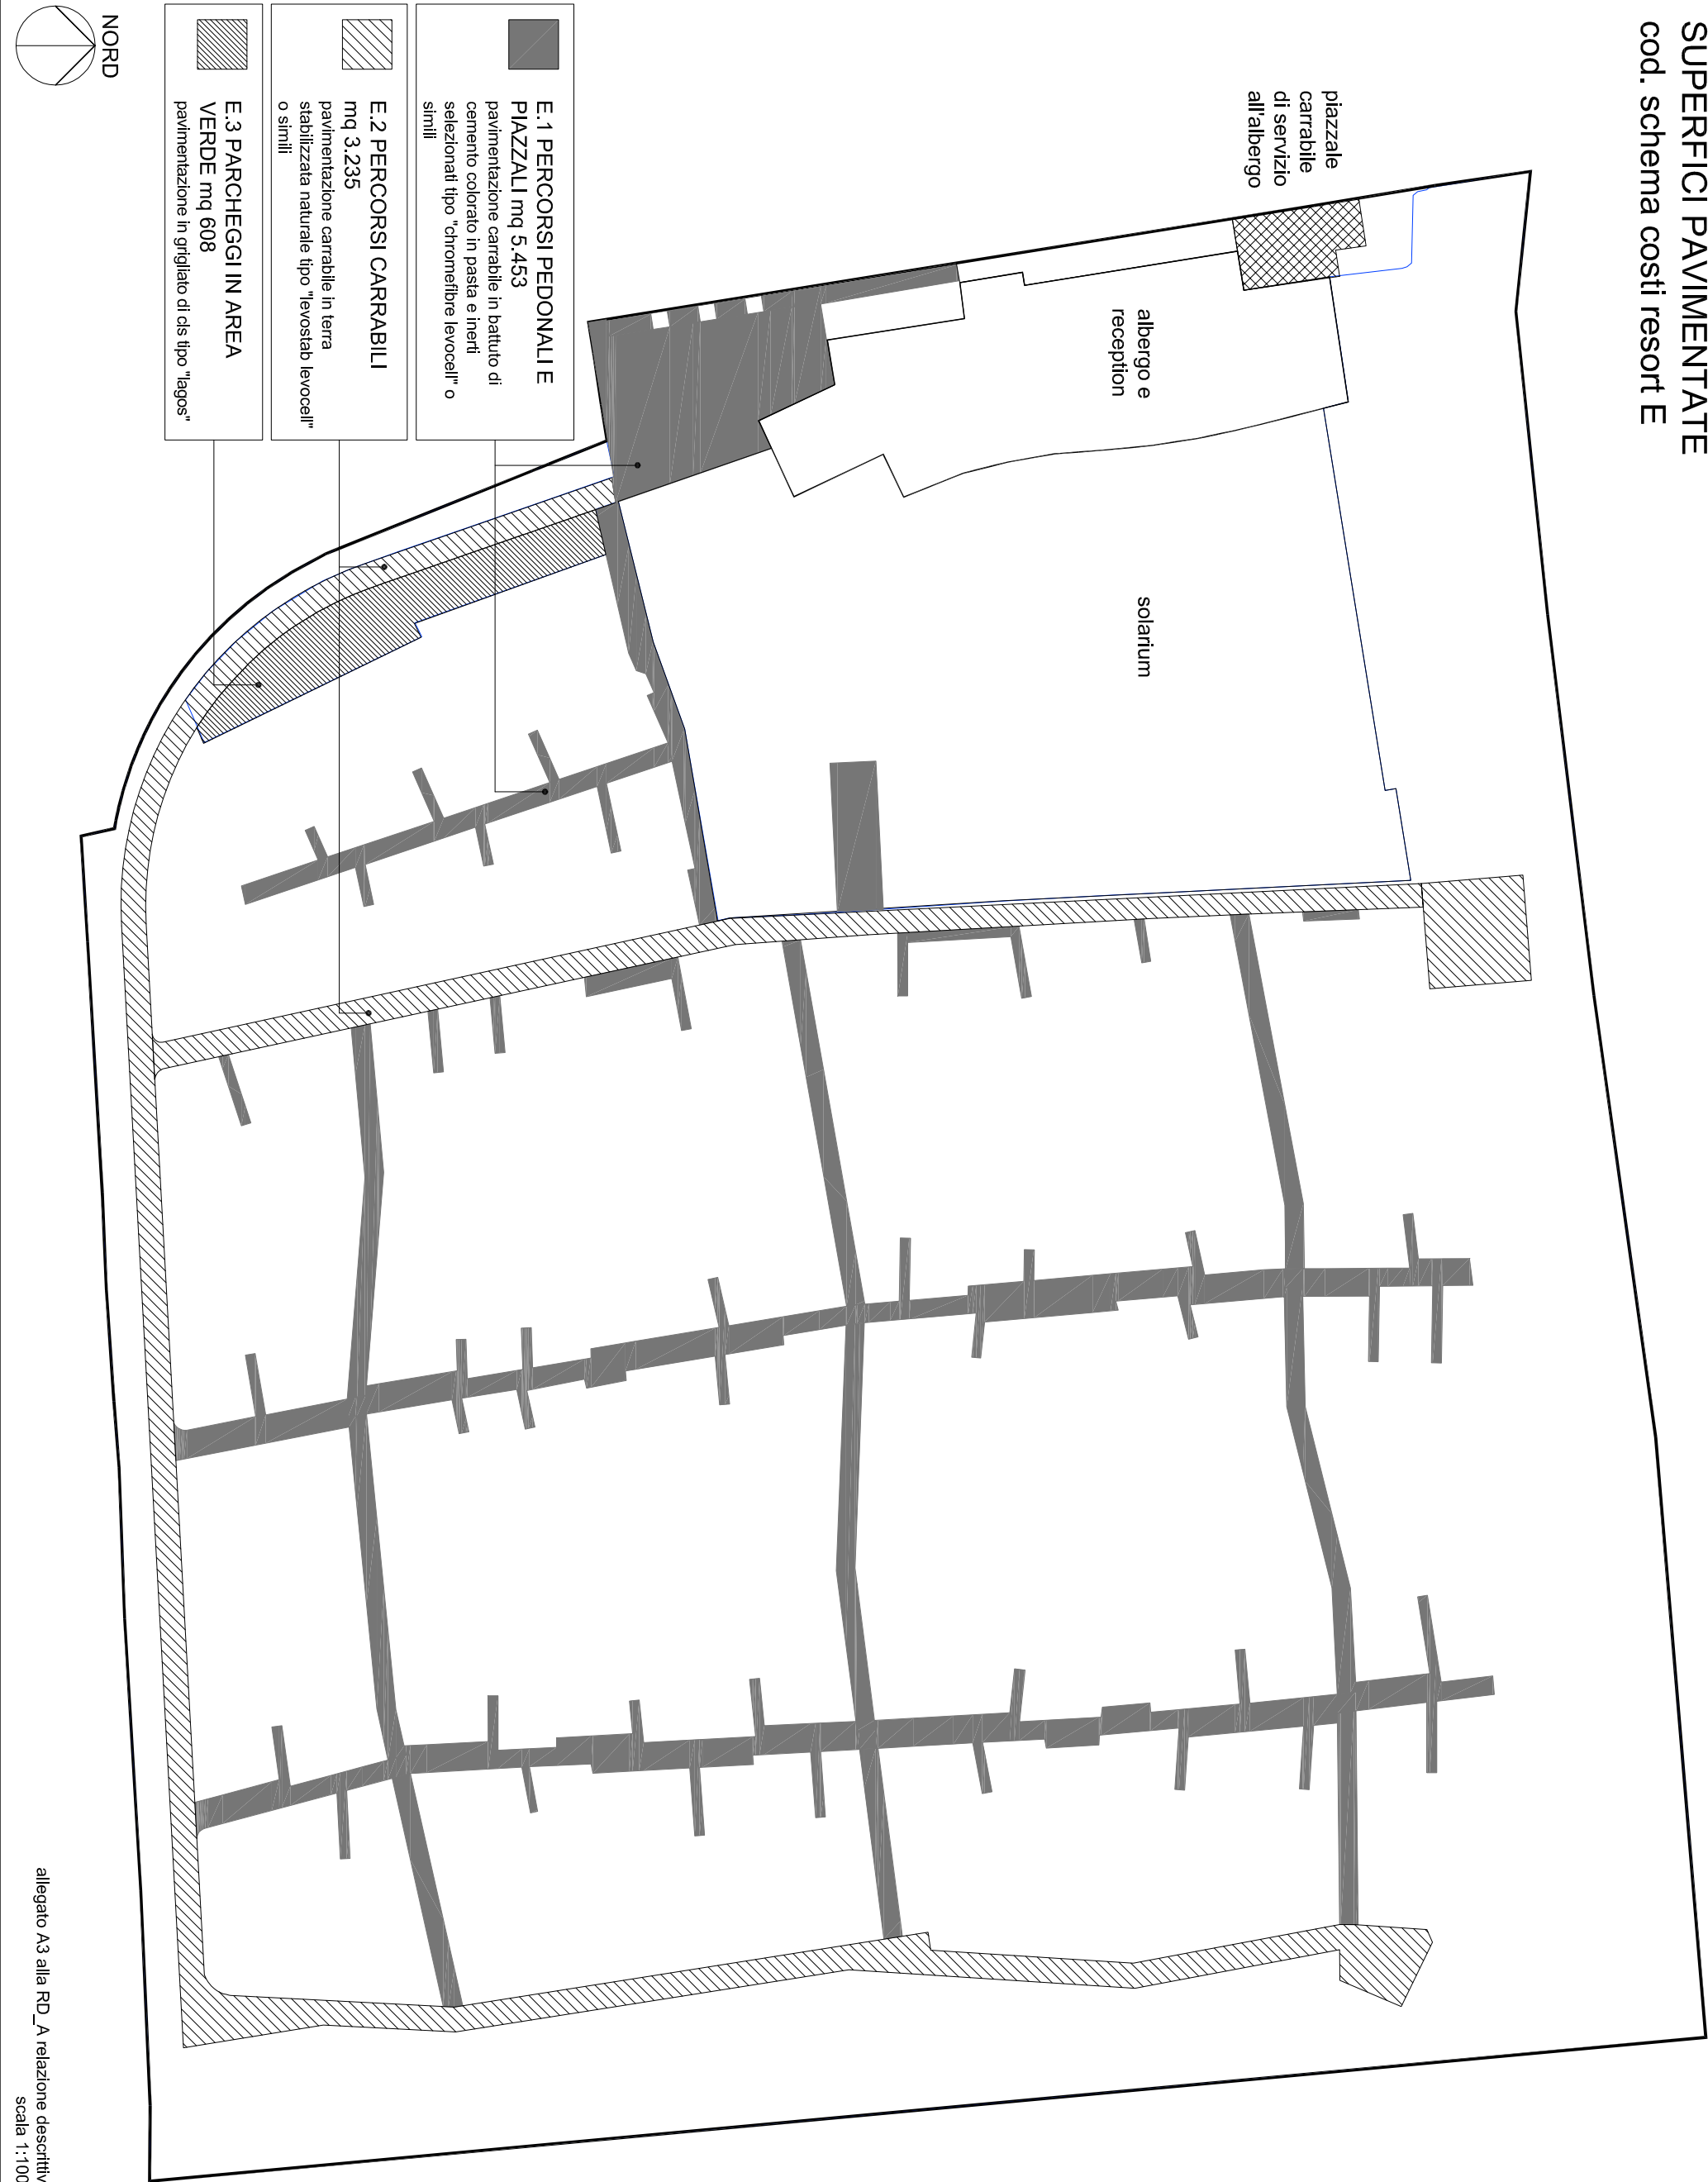 SUPERFICI PAVIMENTATE
cod. schema costi resort E
piazzale
carrabile
di servizio
all'albergo
albergo e
reception
solarium
E.1 PERCORSI PEDONALI E
PIAZZALI mq 5.453
pavimentazione carrabile in battuto di
cemento colorato in pasta e inerti
selezionati tipo "chromefibre levocell" o
simili
E.2 PERCORSI CARRABILI
mq 3.235
pavimentazione carrabile in terra
stabilizzata naturale tipo "levostab levocell"
o simili
E.3 PARCHEGGI IN AREA
VERDE mq 608
pavimentazione in grigliato di cls tipo "lagos"
NORD
allegato A3 alla RD_A relazione descrittiv
scala 1:100